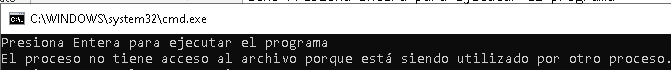 C:\WINDOWS\system32\cmd.exe
Presiona Entera para ejecutar el programa
El proceso no tiene acceso al archivo porque está siendo utilizado por otro proceso.